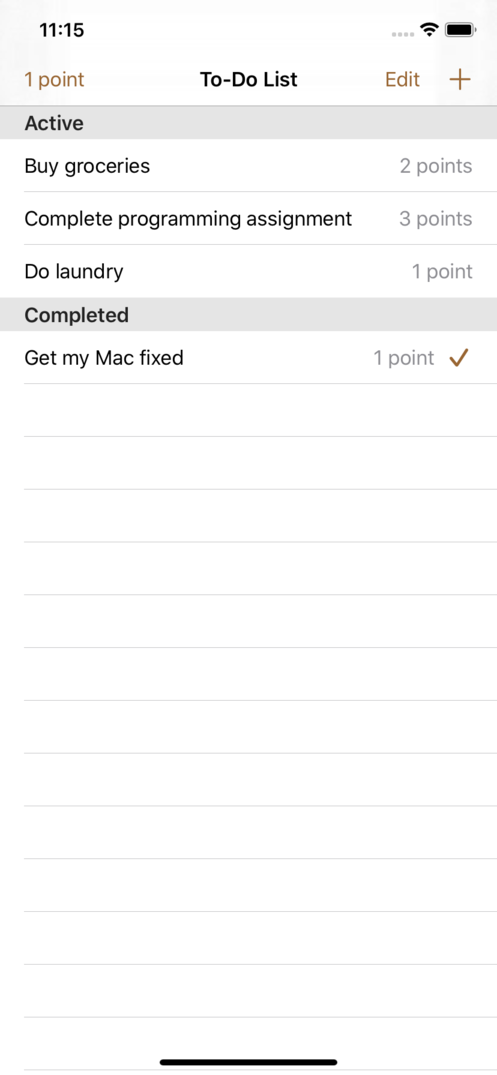 11:15
1 point To-Do List Edit
Active
Buy groceries 2 points
Complete programming assignment 3 points
Do laundry 1 point
Completed
Get my Mac fixed 1 point